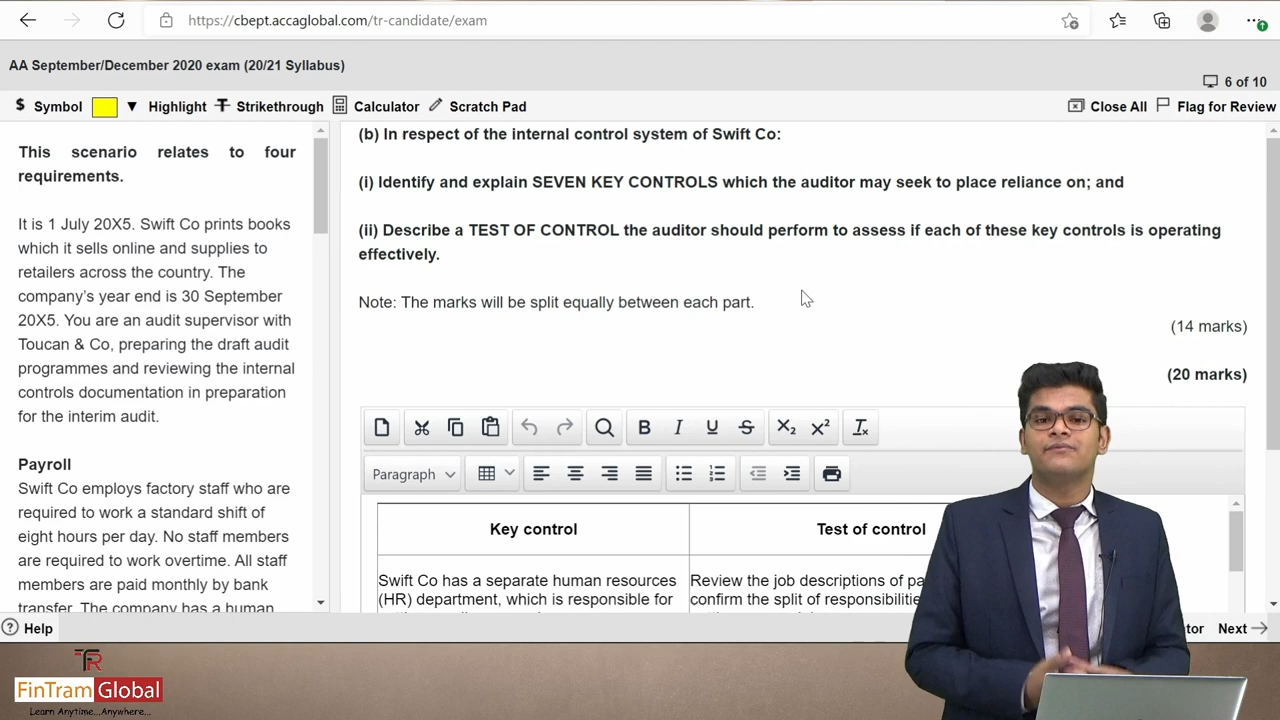 https://cbept.accaglobal.com/tr-candidate/exam
AA September/December 2020 exam (20/21 Syllabus)
6 of 10
$ Symbol Highlight Strikethrough Calculator Scratch Pad Close All Flag for Review
This scenario relates to four
requirements.
It is 1 July 20X5. Swift Co prints books
which it sells online and supplies to
retailers across the country. The
company's year end is 30 September
20X5. You are an audit supervisor with
Toucan & Co, preparing the draft audit
programmes and reviewing the internal
controls documentation in preparation
for the interim audit.
Payroll
Swift Co employs factory staff who are
required to work a standard shift of
eight hours per day. No staff members
are required to work overtime. All staff
members are paid monthly by bank
transfer. The company has a human
(b) In respect of the internal control system of Swift Co:
(i) Identify and explain SEVEN KEY CONTROLS which the auditor may seek to place reliance on; and
(ii) Describe a TEST OF CONTROL the auditor should perform to assess if each of these key controls is operating
effectively.
Note: The marks will be split equally between each part.
(14 marks)
(20 marks)
B I U S X₂ X² Tx
Paragraph
Key control Test of control
Swift Co has a separate human resources Review the job descriptions of pa
(HR) department, which is responsible for confirm the split of responsibilitie
Help
tor Next
FR
FinTram Global
Learn Anytime...Anywhere...